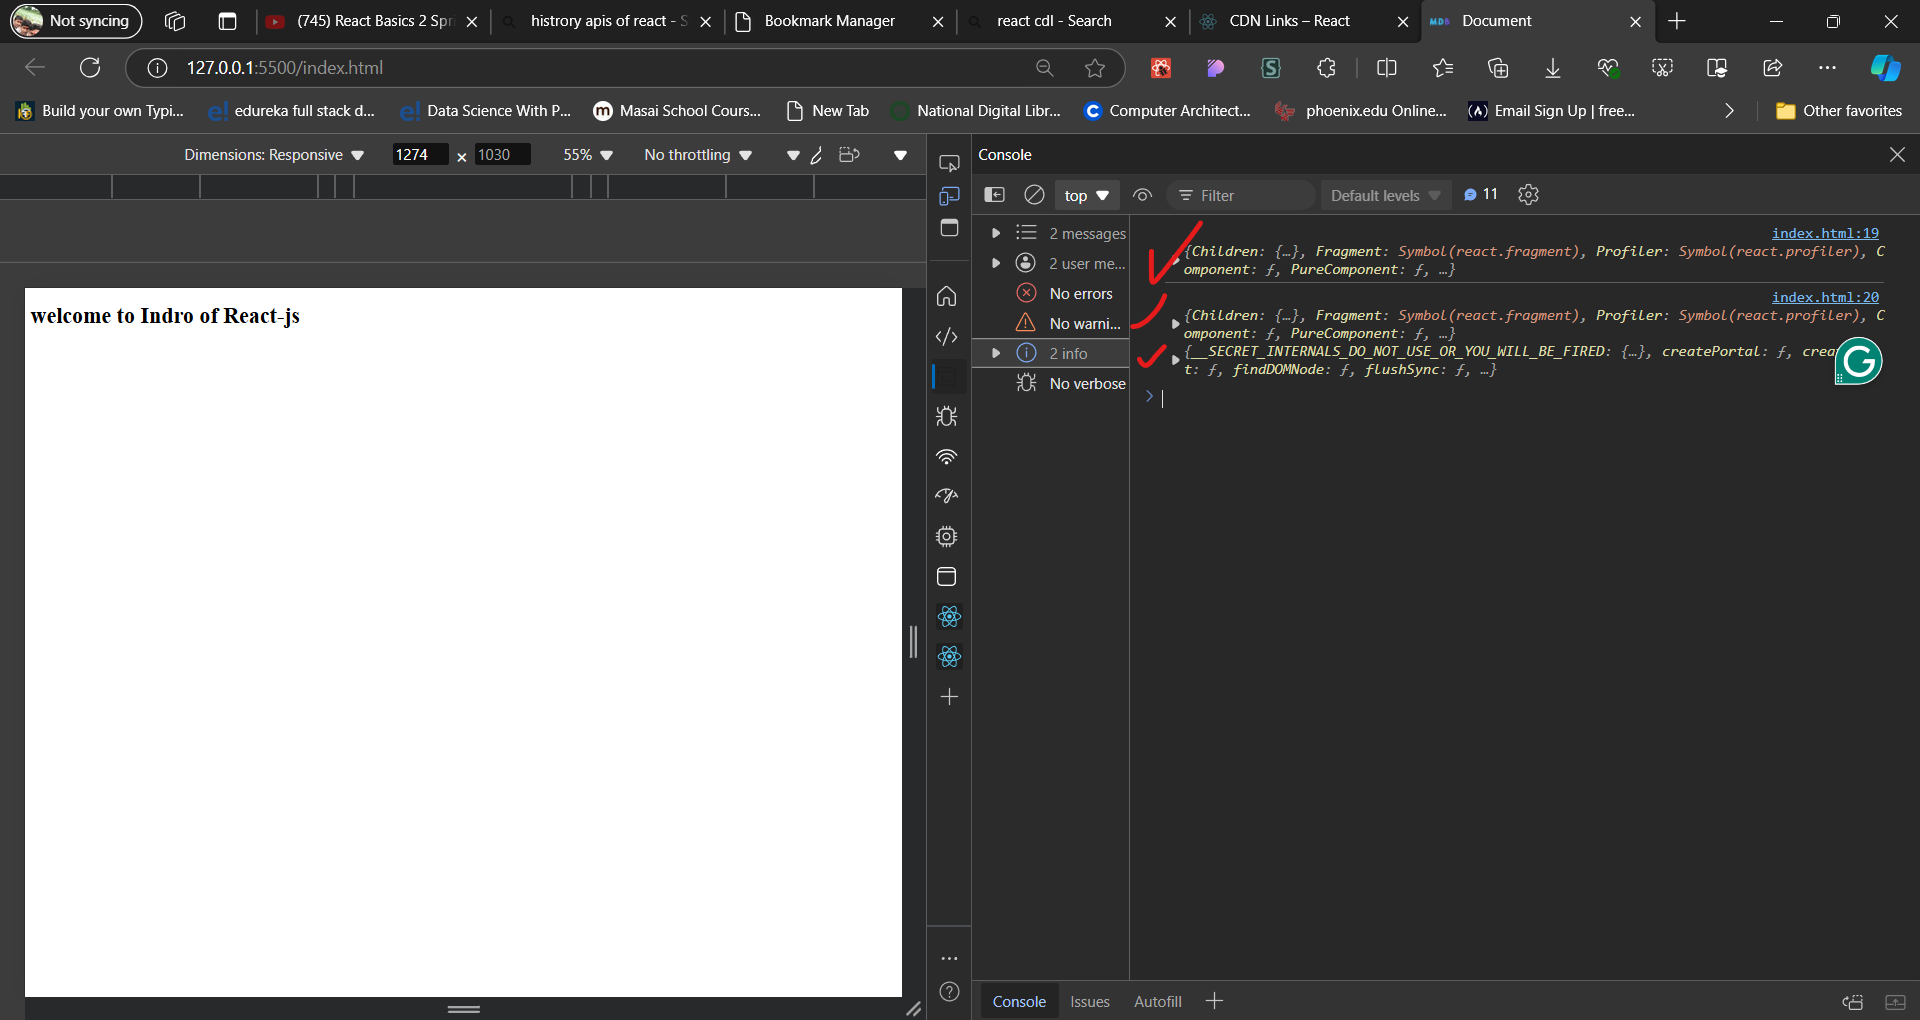 Not syncing
(745) React Basics 2 Spri
histrory apis of react - S
Bookmark Manager
react cdl - Search
CDN Links – React
MDB Document
127.0.0.1:5500/index.html
Build your own Typi...
edureka full stack d...
Data Science With P...
Masai School Cours...
New Tab
National Digital Libr...
Computer Architect...
phoenix.edu Online...
Email Sign Up | free...
Other favorites
Dimensions: Responsive
1274 × 1030
55%
No throttling
Console
top
Filter
Default levels
11
2 messages
2 user me...
No errors
No warni...
2 info
No verbose
index.html:19
{Children: {…}, Fragment: Symbol(react.fragment), Profiler: Symbol(react.profiler), C
omponent: ƒ, PureComponent: ƒ, …}
index.html:20
{Children: {…}, Fragment: Symbol(react.fragment), Profiler: Symbol(react.profiler), C
omponent: ƒ, PureComponent: ƒ, …}
{__SECRET_INTERNALS_DO_NOT_USE_OR_YOU_WILL_BE_FIRED: {…}, createPortal: ƒ, crea
t: ƒ, findDOMNode: ƒ, flushSync: ƒ, …}
welcome to Indro of React-js
Console
Issues
Autofill